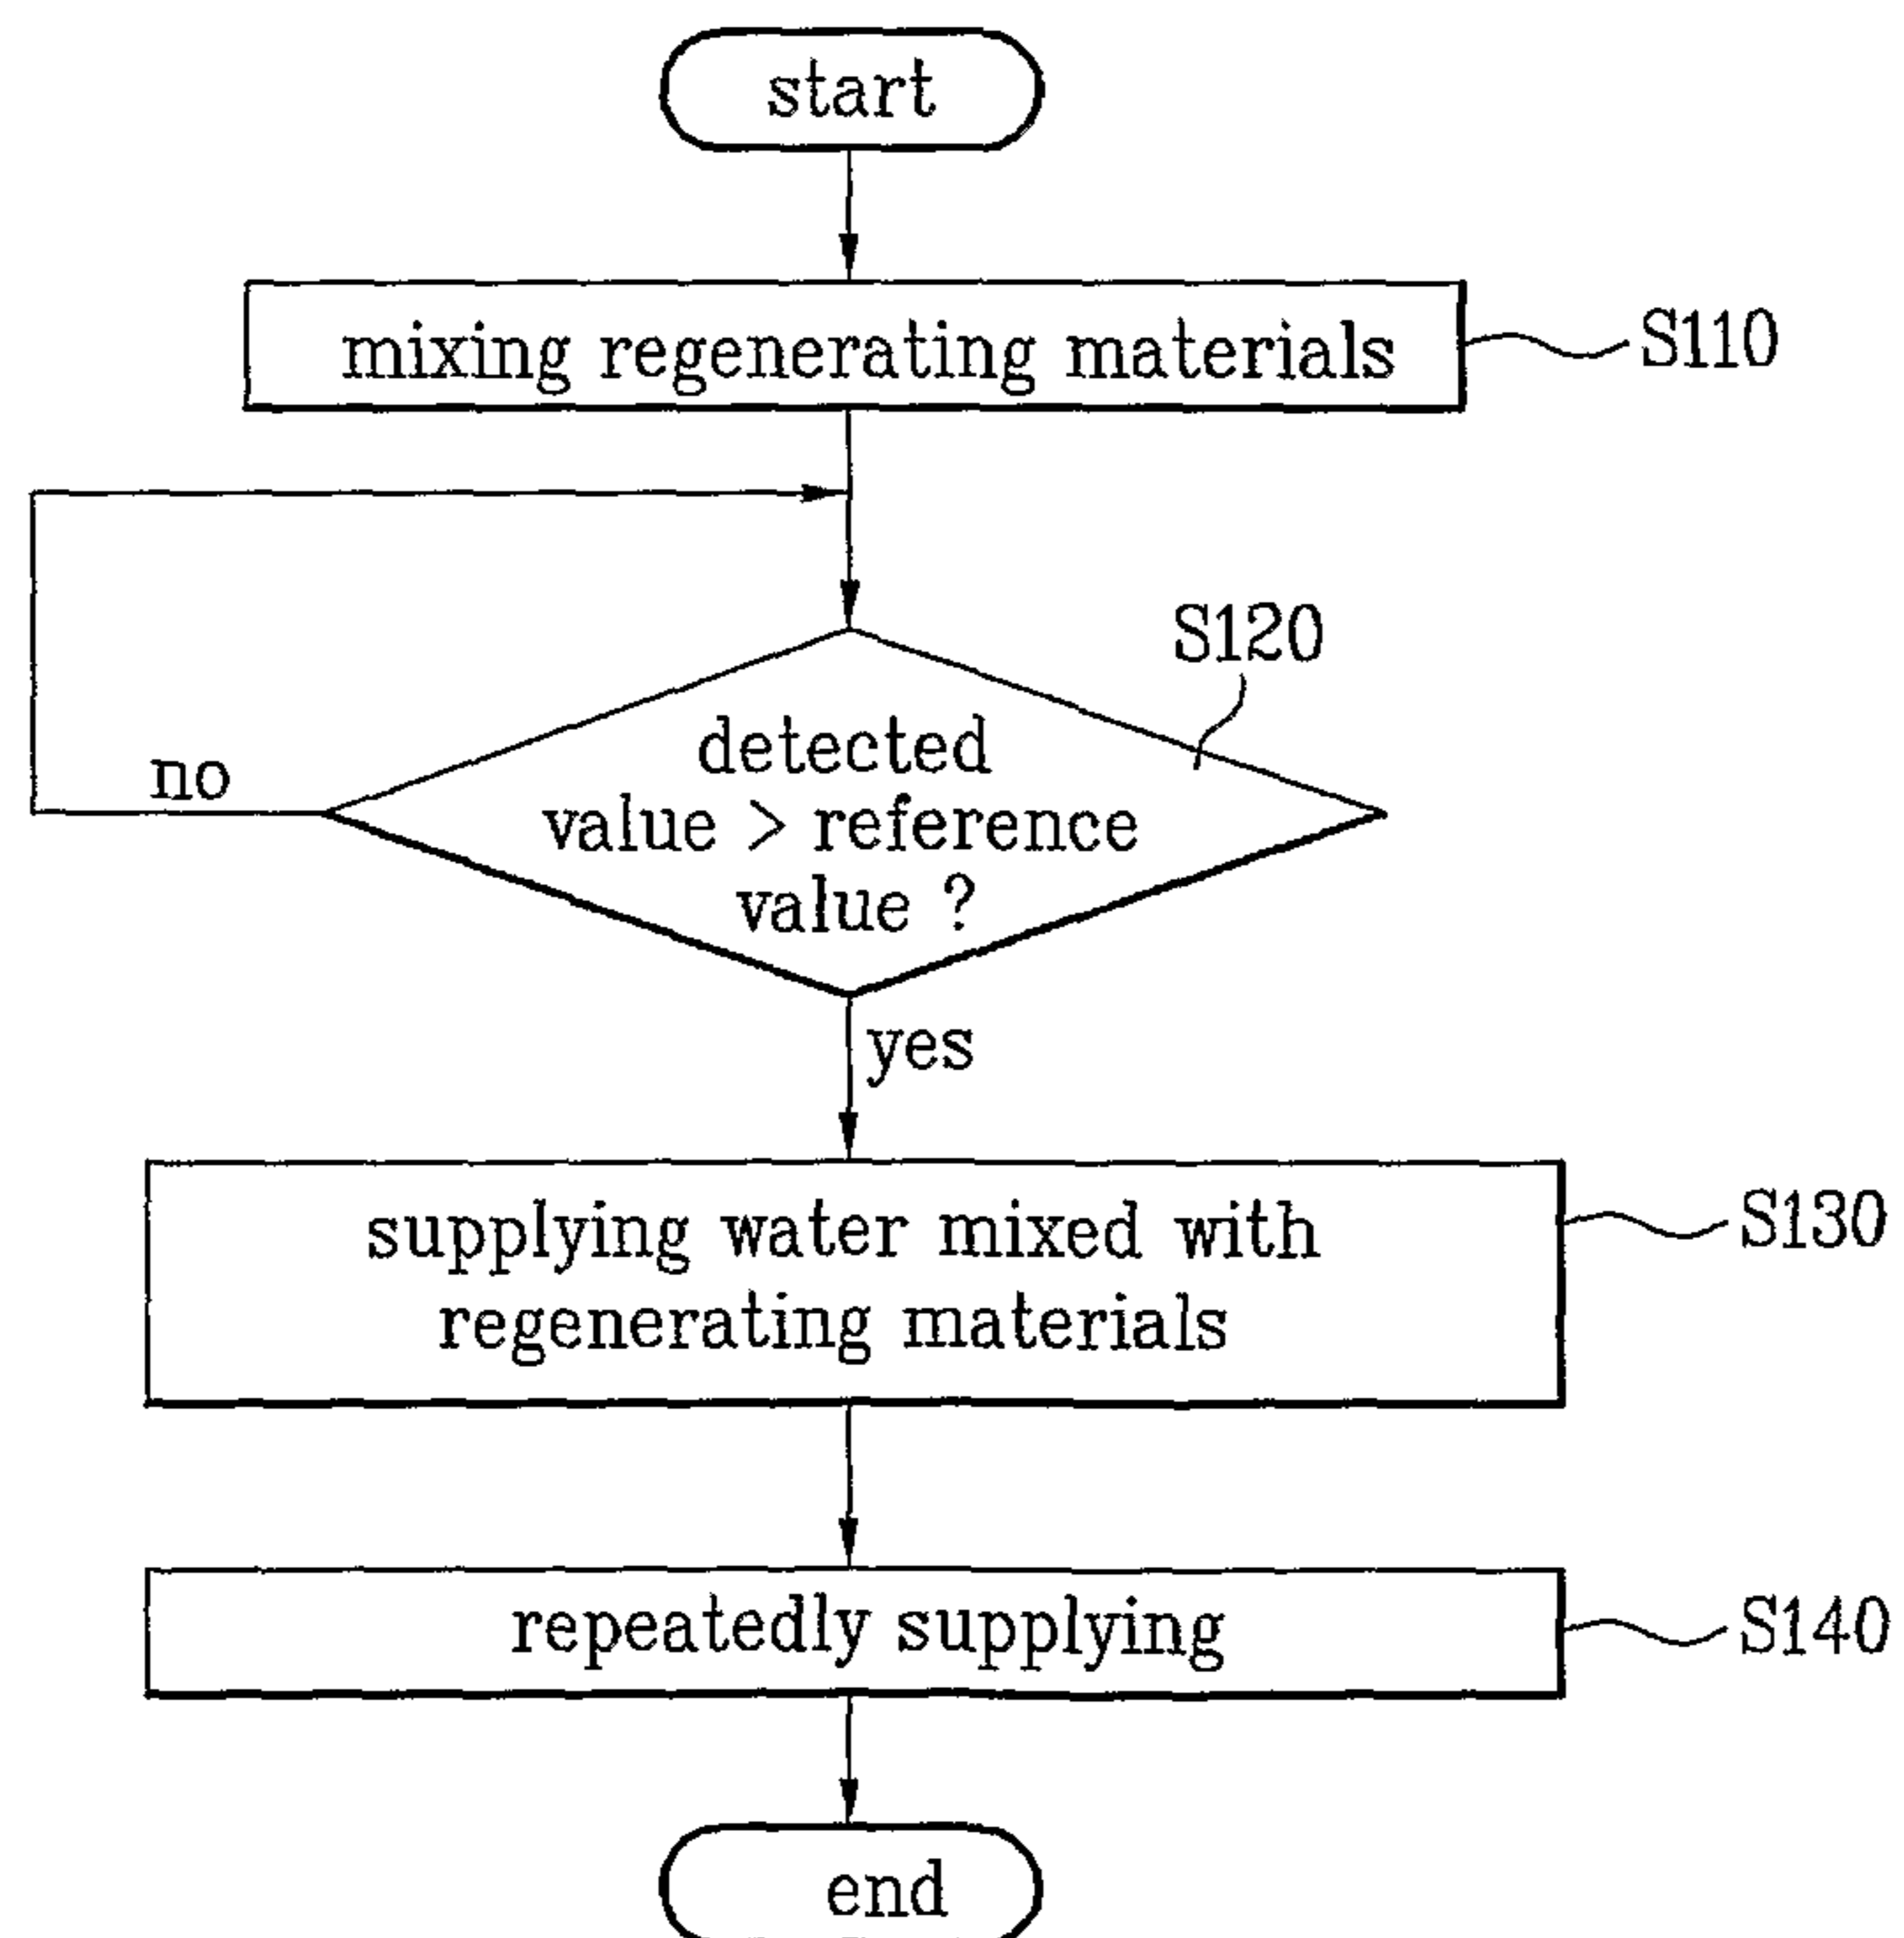 start
mixing regenerating materials
S110
S120
detected
value > reference
value ?
no
yes
supplying water mixed with
regenerating materials
S130
repeatedly supplying
S140
end